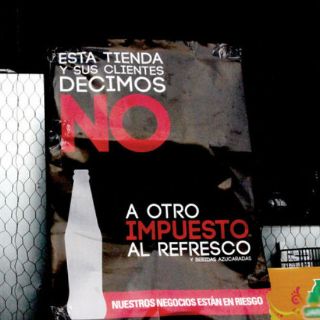 ESTA TIENDA
Y SUS CLIENTES
DECIMOS
NO
A OTRO
IMPUESTO
AL REFRESCO
Y BEBIDAS AZUCARADAS
NUESTROS NEGOCIOS ESTÁN EN RIESGO